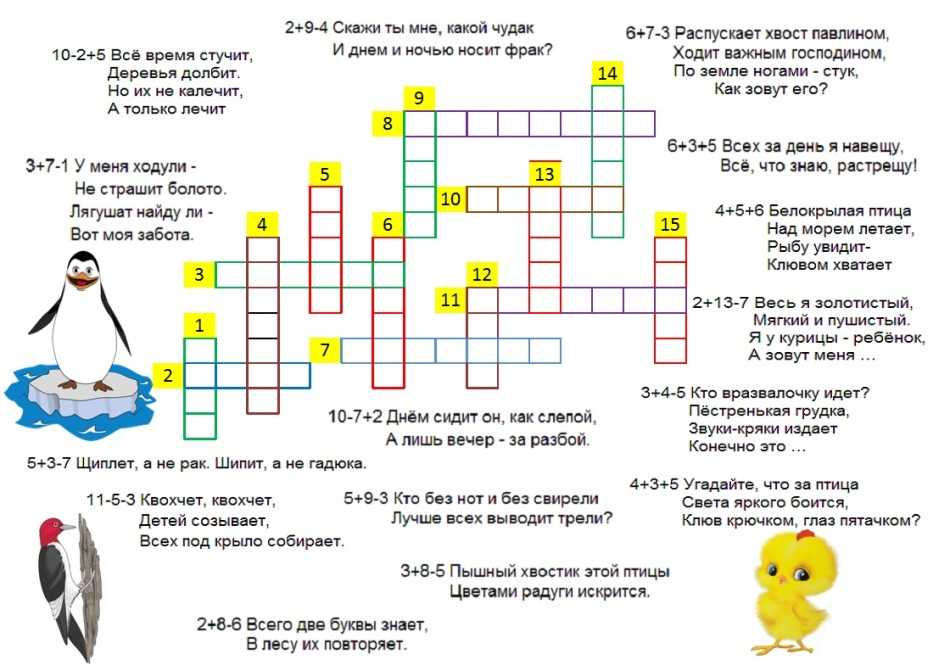 2+9-4 Скажи ты мне, какой чудак
И днем и ночью носит фрак?
6+7-3 Распускает хвост павлином,
Ходит важным господином,
По земле ногами - стук,
Как зовут его?
10-2+5 Всё время стучит,
Деревья долбит.
Но их не калечит,
А только лечит
14
9
8
6+3+5 Всех за день я навещу,
Всё, что знаю, растрещу!
3+7-1 У меня ходули -
Не страшит болото.
Лягушат найду ли -
Вот моя забота.
5
13
10
4
6
15
4+5+6 Белокрылая птица
Над морем летает,
Рыбу увидит-
Клювом хватает
3
12
11
2+13-7 Весь я золотистый,
Мягкий и пушистый.
Я у курицы - ребёнок,
А зовут меня …
1
7
2
3+4-5 Кто вразвалочку идет?
Пёстренькая грудка,
Звуки-кряки издает
Конечно это …
10-7+2 Днём сидит он, как слепой,
А лишь вечер - за разбой.
5+3-7 Щиплет, а не рак. Шипит, а не гадюка.
4+3+5 Угадайте, что за птица
Света яркого боится,
Клюв крючком, глаз пятачком?
11-5-3 Квохчет, квохчет,
Детей созывает,
Всех под крыло собирает.
5+9-3 Кто без нот и без свирели
Лучше всех выводит трели?
3+8-5 Пышный хвостик этой птицы
Цветами радуги искрится.
2+8-6 Всего две буквы знает,
В лесу их повторяет.